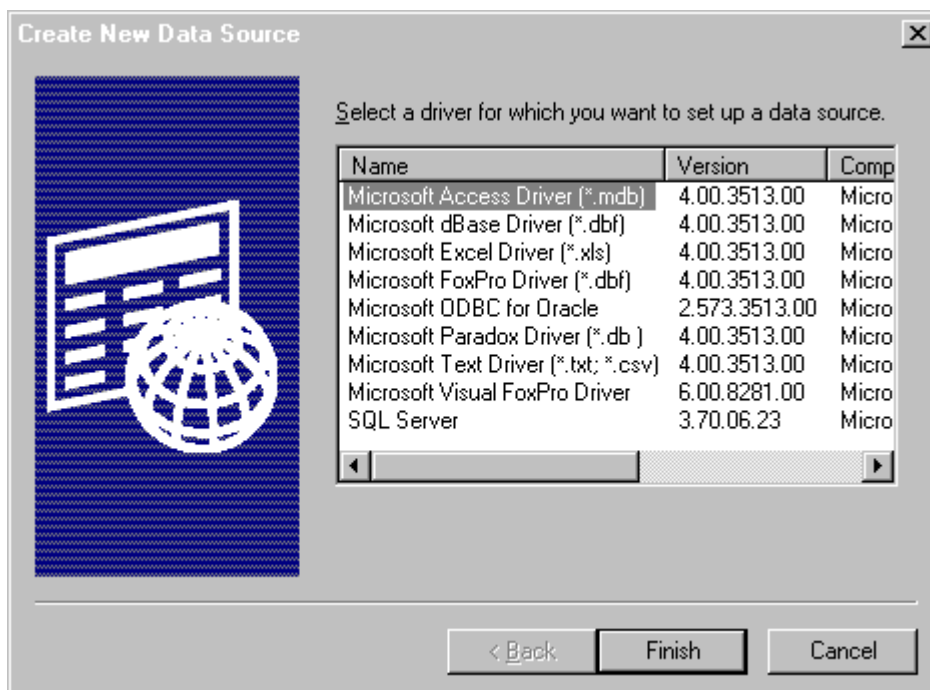 Create New Data Source
Select a driver for which you want to set up a data source.
Name Version Comp
Microsoft Access Driver (*.mdb) 4.00.3513.00 Micro
Microsoft dBase Driver (*.dbf) 4.00.3513.00 Micro
Microsoft Excel Driver (*.xls) 4.00.3513.00 Micro
Microsoft FoxPro Driver (*.dbf) 4.00.3513.00 Micro
Microsoft ODBC for Oracle 2.573.3513.00 Micro
Microsoft Paradox Driver (*.db ) 4.00.3513.00 Micro
Microsoft Text Driver (*.txt; *.csv) 4.00.3513.00 Micro
Microsoft Visual FoxPro Driver 6.00.8281.00 Micro
SQL Server 3.70.06.23 Micro
< Back Finish Cancel